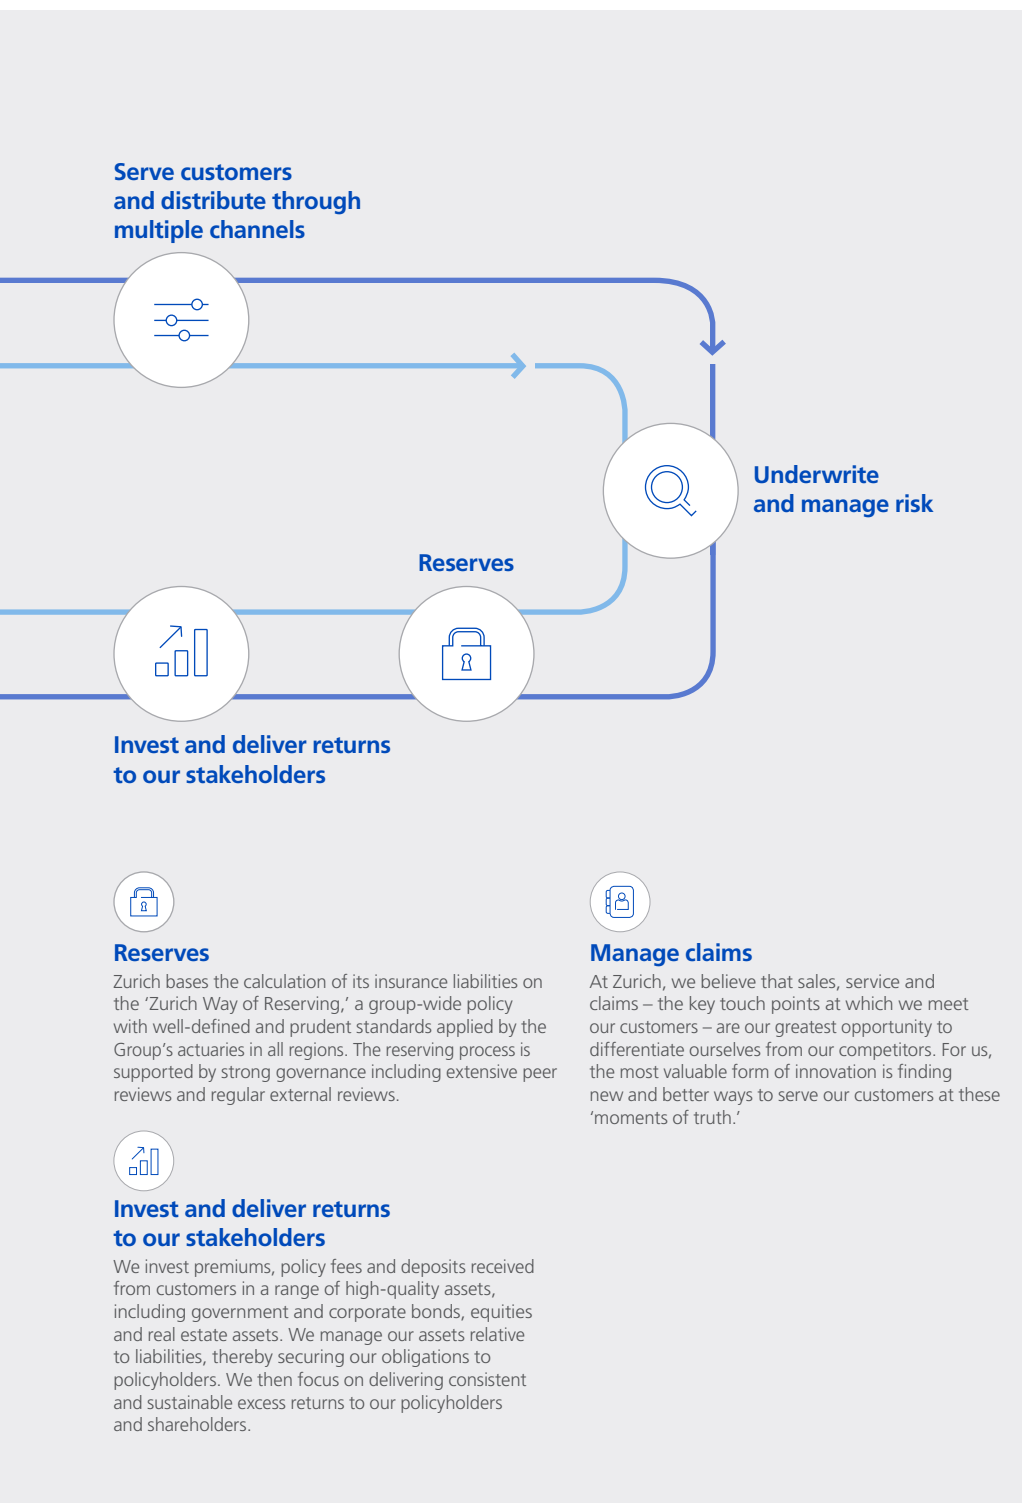 Serve customers
and distribute through
multiple channels
Underwrite
and manage risk
Reserves
Invest and deliver returns
to our stakeholders
Reserves
Zurich bases the calculation of its insurance liabilities on
the ‘Zurich Way of Reserving,’ a group-wide policy
with well-defined and prudent standards applied by the
Group’s actuaries in all regions. The reserving process is
supported by strong governance including extensive peer
reviews and regular external reviews.
Invest and deliver returns
to our stakeholders
We invest premiums, policy fees and deposits received
from customers in a range of high-quality assets,
including government and corporate bonds, equities
and real estate assets. We manage our assets relative
to liabilities, thereby securing our obligations to
policyholders. We then focus on delivering consistent
and sustainable excess returns to our policyholders
and shareholders.
Manage claims
At Zurich, we believe that sales, service and
claims – the key touch points at which we meet
our customers – are our greatest opportunity to
differentiate ourselves from our competitors. For us,
the most valuable form of innovation is finding
new and better ways to serve our customers at these
‘moments of truth.’